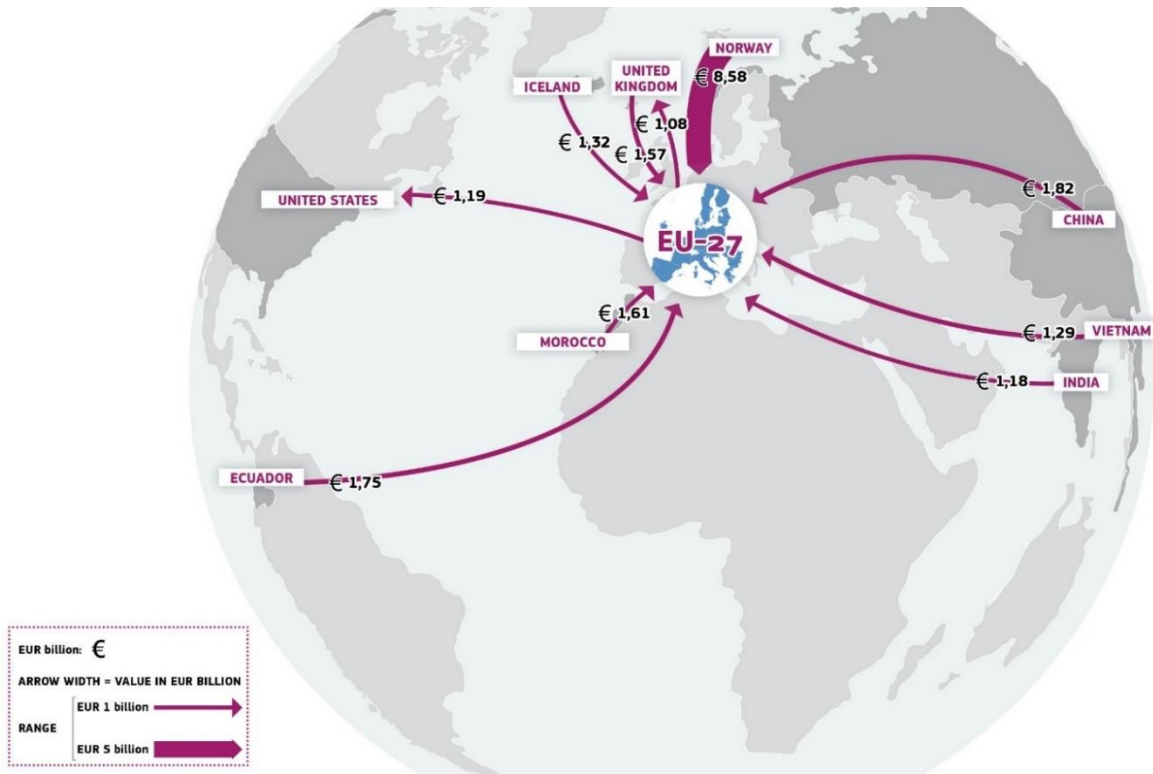 NORWAY
€ 8,58
UNITED
KINGDOM
ICELAND
€ 1,08
€ 1,32
€ 1,57
UNITED STATES
€ 1,19
€ 1,82
CHINA
EU-27
€ 1,61
MOROCCO
€ 1,29
VIETNAM
€ 1,18
INDIA
ECUADOR
€ 1,75
EUR billion: €
ARROW WIDTH = VALUE IN EUR BILLION
RANGE
EUR 1 billion
EUR 5 billion